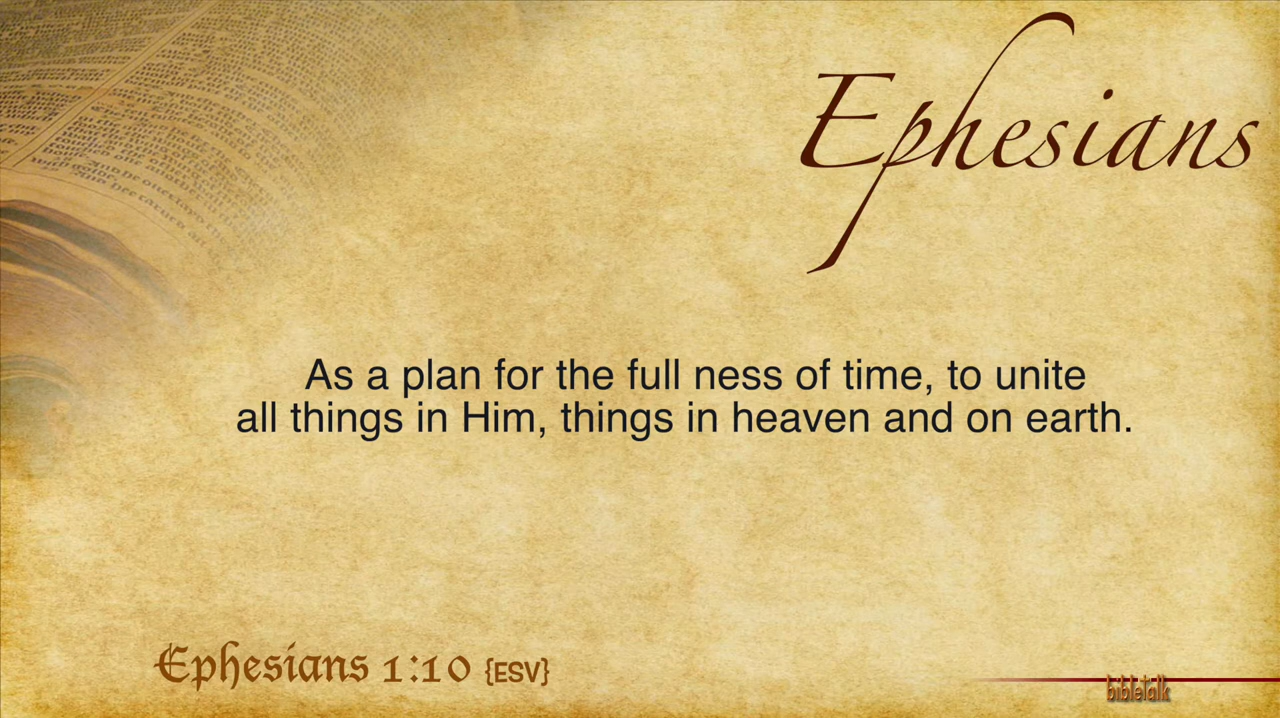 Ephesians
As a plan for the full ness of time, to unite
all things in Him, things in heaven and on earth.
Ephesians 1:10 {ESV}
bibletalk